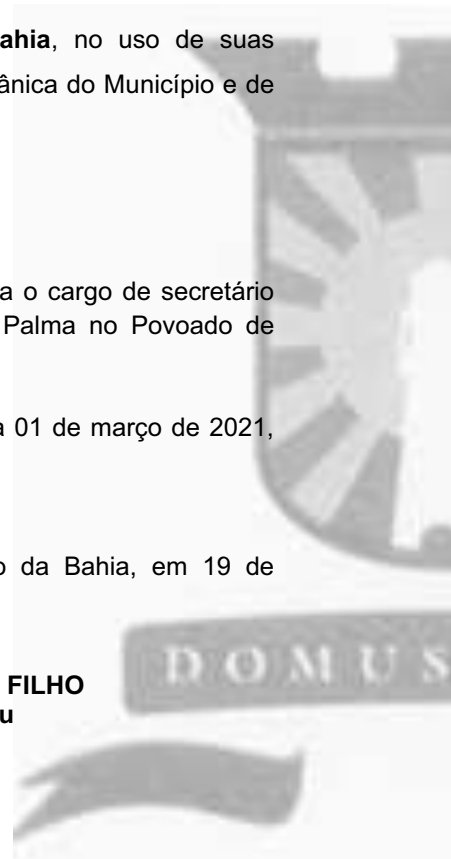 ahia, no uso de suas
ânica do Município e de
a o cargo de secretário
Palma no Povoado de
a 01 de março de 2021,
o da Bahia, em 19 de
FILHO
u
DOMUS